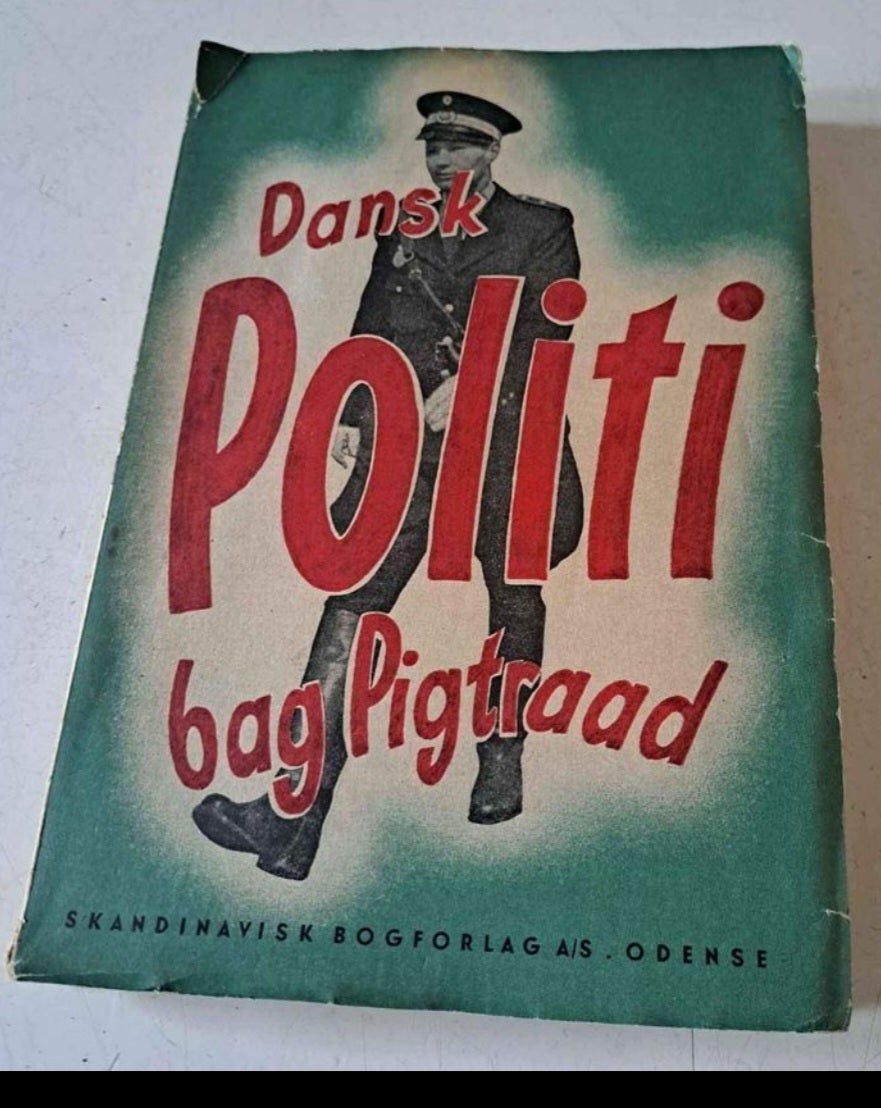 Dansk
Politi
bag Pigtraad
SKANDINAVISK BOGFORLAG A/S. ODENSE